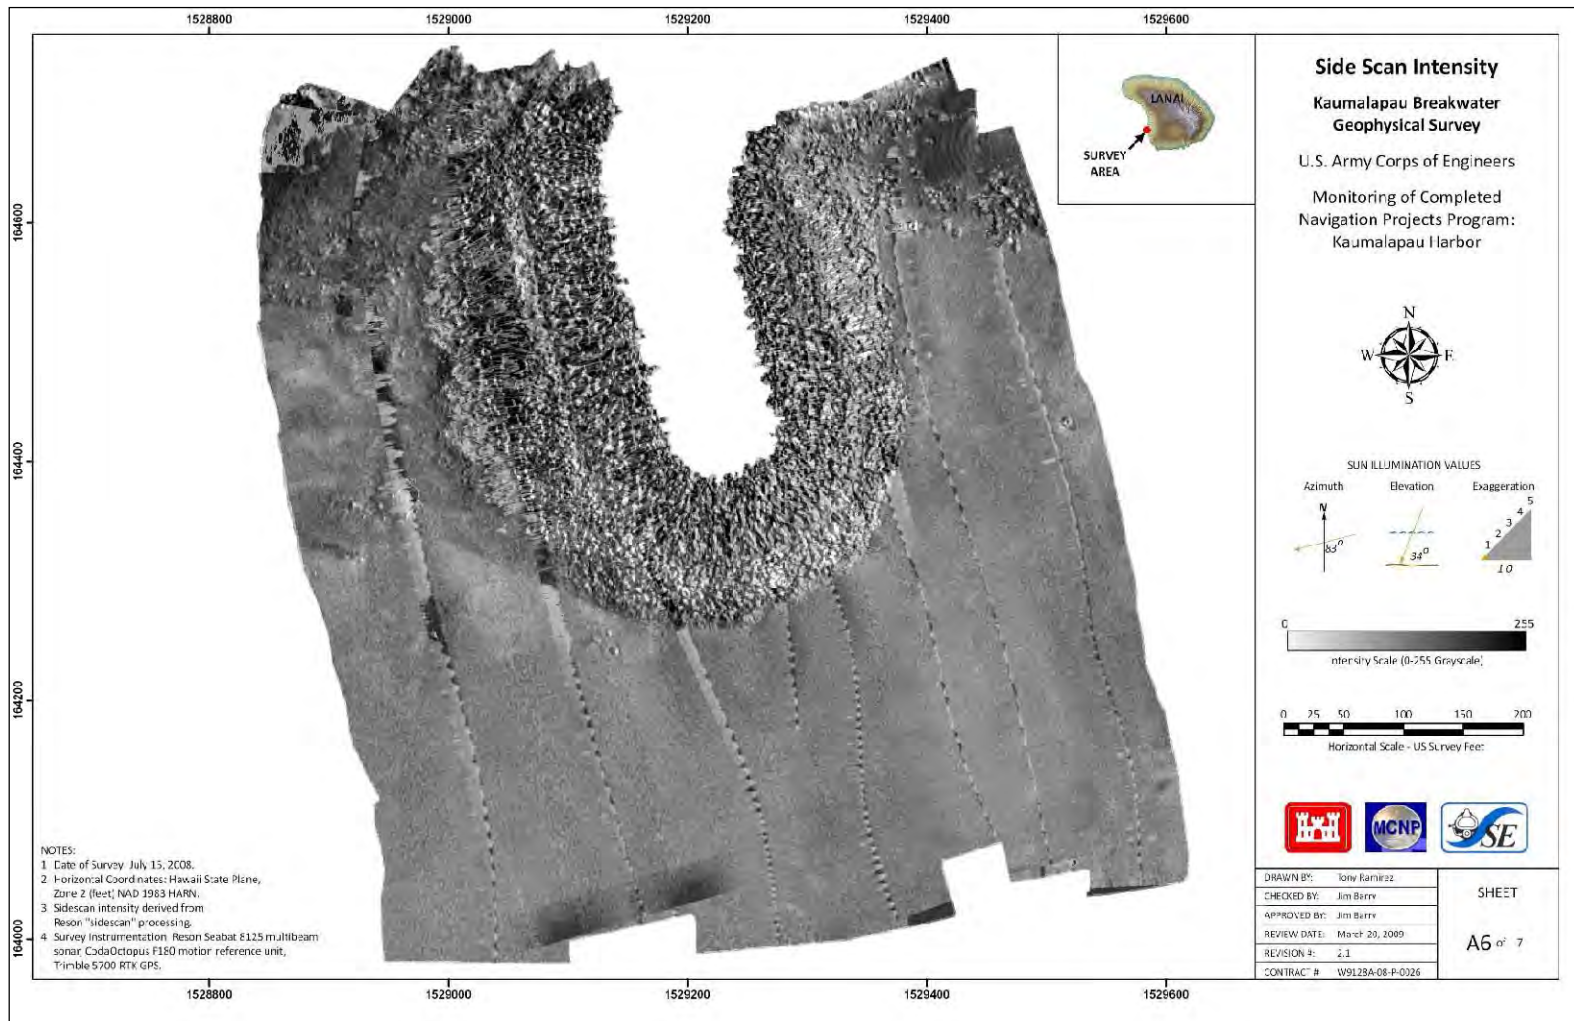 1528800
1529000
1529200
1529400
1529600
164600
164400
164200
164000
LANAI
SURVEY
AREA
NOTES:
1 Date of Survey July 15, 2008.
2 Horizontal Coordinates: Hawaii State Plane,
Zone 2 (feet) NAD 1983 HARN.
3 Sidescan intensity derived from
Reson "sidescan" processing.
4 Survey Instrumentation Reson Seabat 8125 multibeam
sonar, CodaOctopus F180 motion reference unit,
Trimble 5700 RTK GPS.
1528800
1529000
1529200
1529400
1529600
Side Scan Intensity
Kaumalapau Breakwater
Geophysical Survey
U.S. Army Corps of Engineers
Monitoring of Completed
Navigation Projects Program:
Kaumalapau Harbor
N
W E
S
SUN ILLUMINATION VALUES
Azimuth Elevation Exaggeration
N
83°
34°
1 2 3 4 5
1.0
0 255
Intensity Scale (0-255 Grayscale)
0 25 50 100 150 200
Horizontal Scale - US Survey Feet
MCNP
SSE
DRAWN BY: Tony Ramirez
CHECKED BY: Jim Barry
APPROVED BY: Jim Barry
REVIEW DATE: March 20, 2009
REVISION #: 2.1
CONTRACT # W9128A-08-P-0026
SHEET
A6 of 7